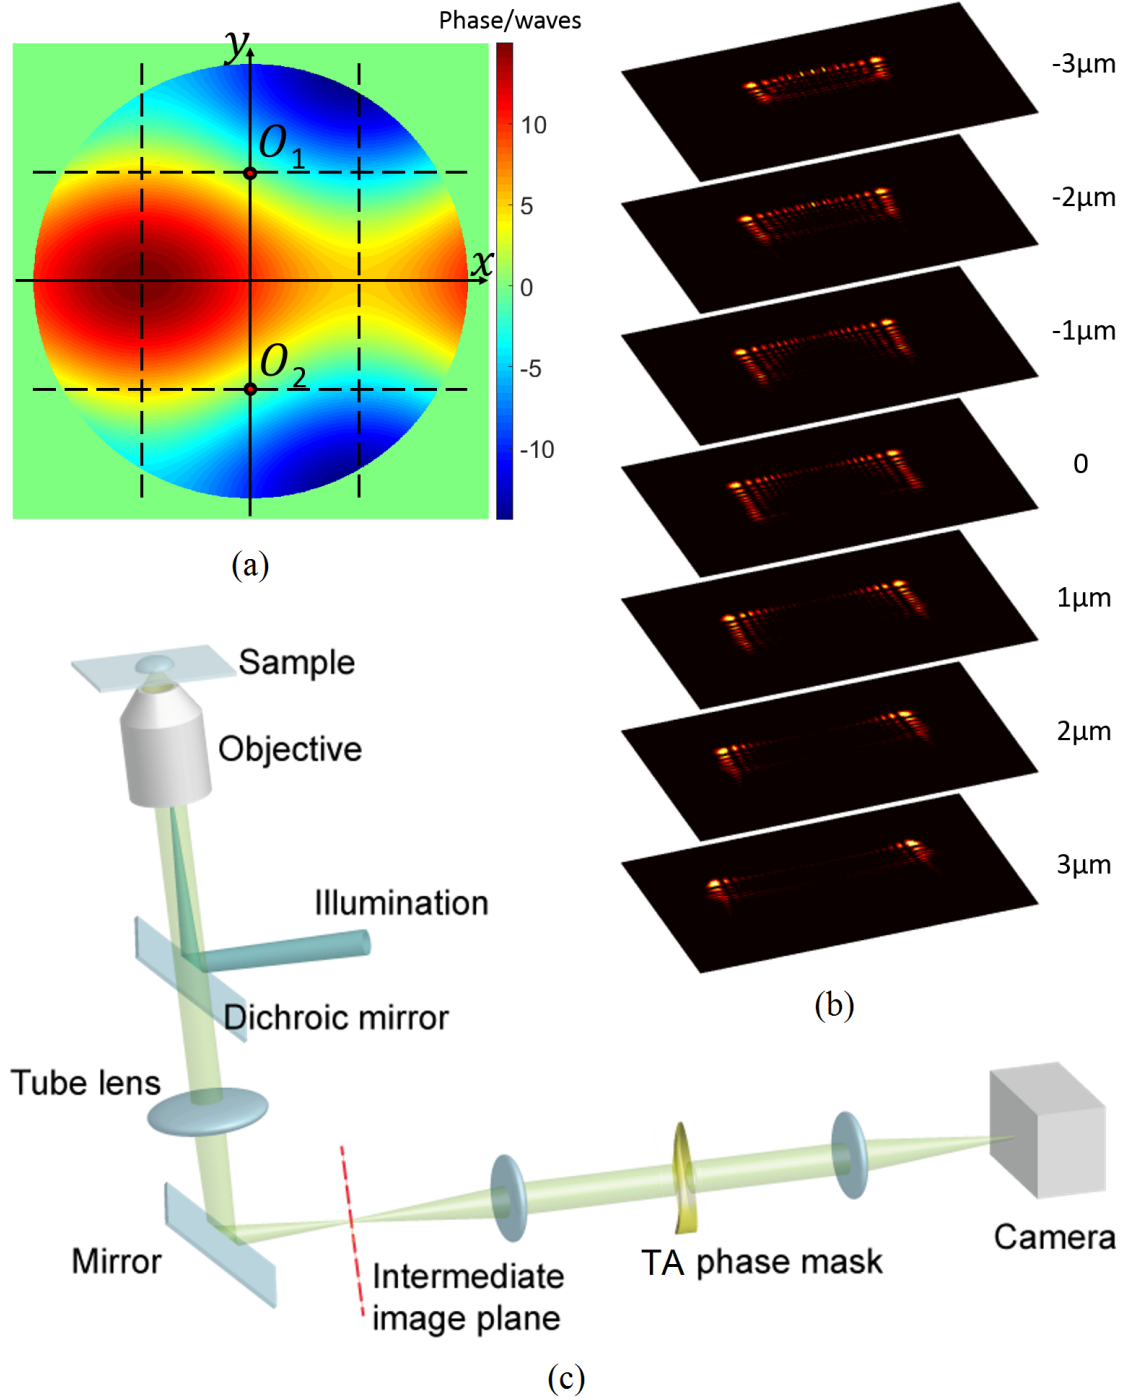 Phase/waves
y
O1
10
5
x
0
O2
-5
-10
(a)
-3μm
-2μm
-1μm
0
1μm
2μm
3μm
(b)
Sample
Objective
Illumination
Dichroic mirror
Tube lens
Mirror
Intermediate
image plane
TA phase mask
Camera
(c)